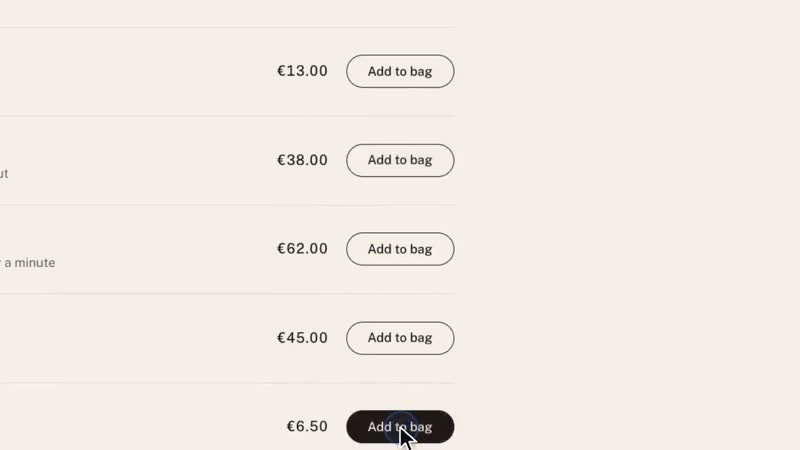 €13.00 Add to bag
€38.00 Add to bag
ut
€62.00 Add to bag
a minute
€45.00 Add to bag
€6.50 Add to bag